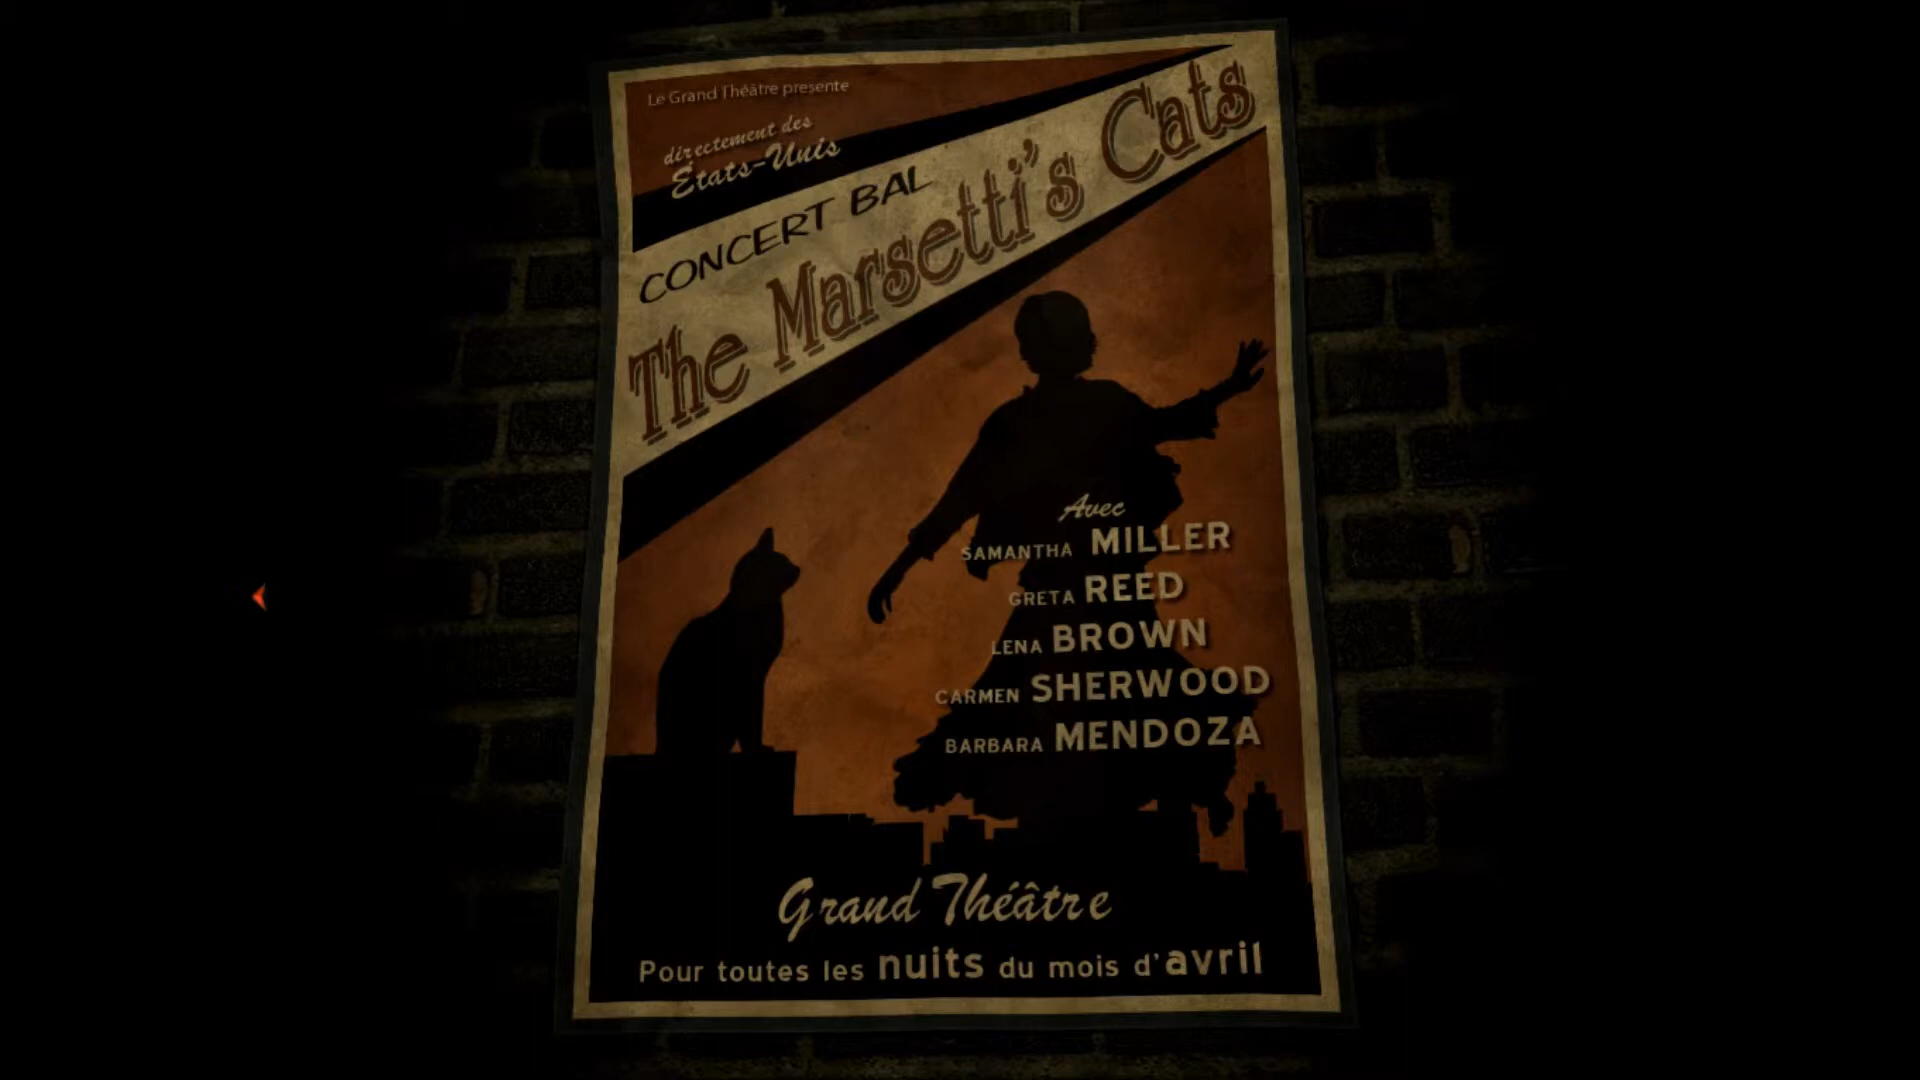 Le Grand Théâtre presente
directement des
États-Unis
CONCERT BAL
The Marsetti's Cats
Avec
SAMANTHA MILLER
GRETA REED
LENA BROWN
CARMEN SHERWOOD
BARBARA MENDOZA
Grand Théâtre
Pour toutes les nuits du mois d'avril